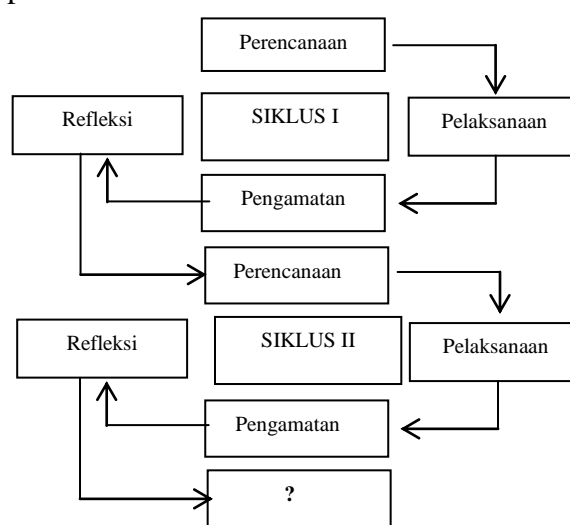 Perencanaan
Refleksi
SIKLUS I
Pelaksanaan
Pengamatan
Perencanaan
Refleksi
SIKLUS II
Pelaksanaan
Pengamatan
?